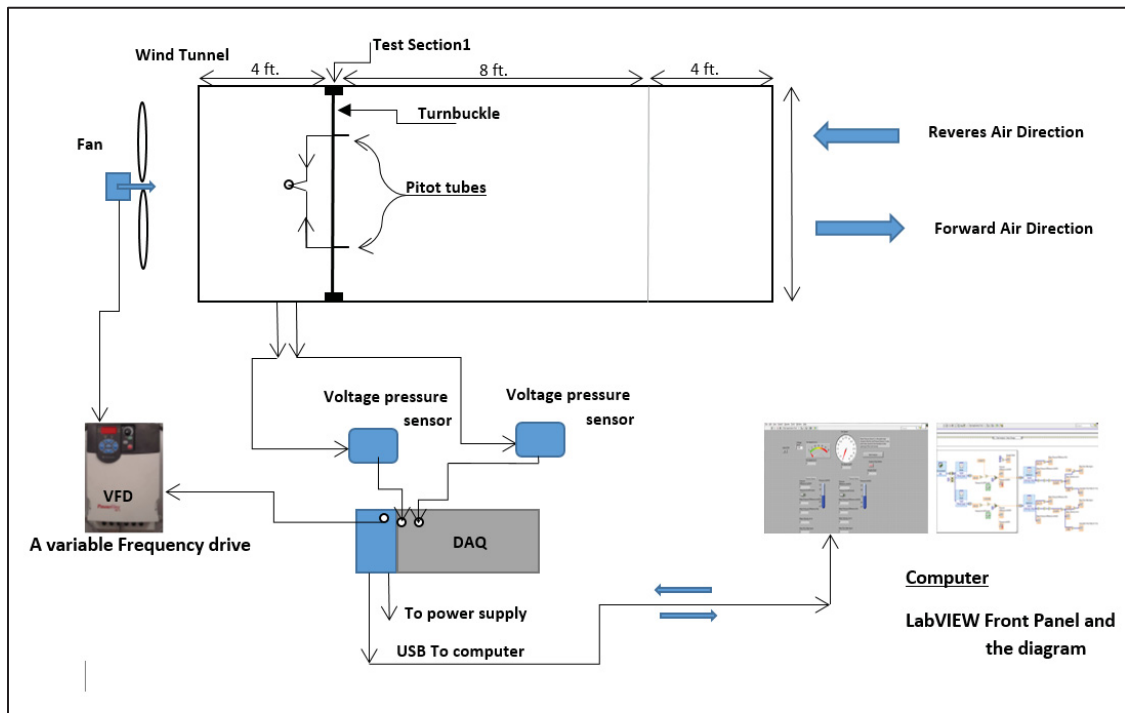 Test Section1
Wind Tunnel
4 ft.
8 ft.
4 ft.
Turnbuckle
Fan
Pitot tubes
Reveres Air Direction
Forward Air Direction
Voltage pressure
sensor
Voltage pressure
sensor
VFD
A variable Frequency drive
DAQ
To power supply
USB To computer
Computer
LabVIEW Front Panel and
the diagram